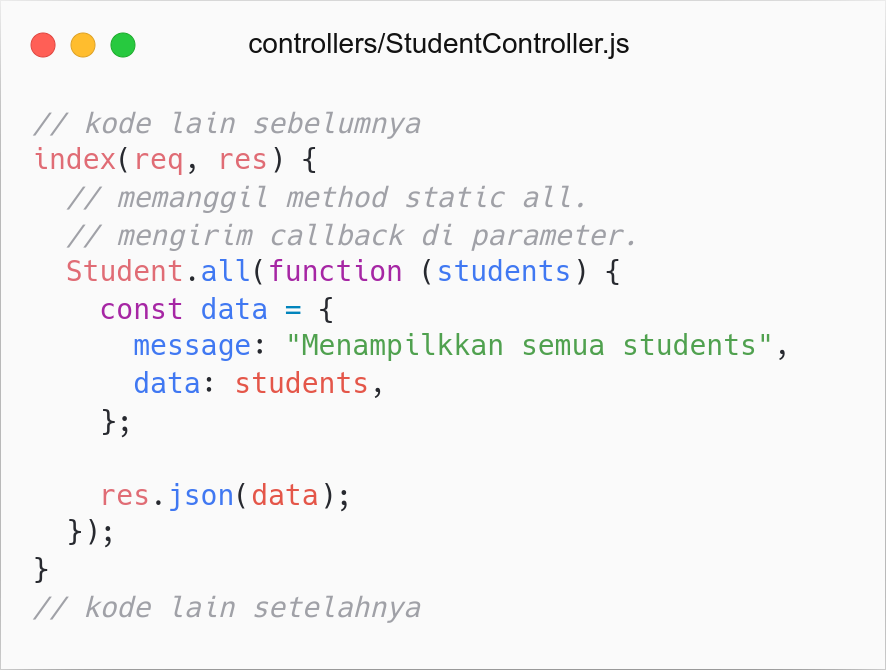 controllers/StudentController.js
// kode lain sebelumnya
index(req, res) {
  // memanggil method static all.
  // mengirim callback di parameter.
  Student.all(function (students) {
    const data = {
      message: "Menampilkkan semua students",
      data: students,
    };

    res.json(data);
  });
}
// kode lain setelahnya